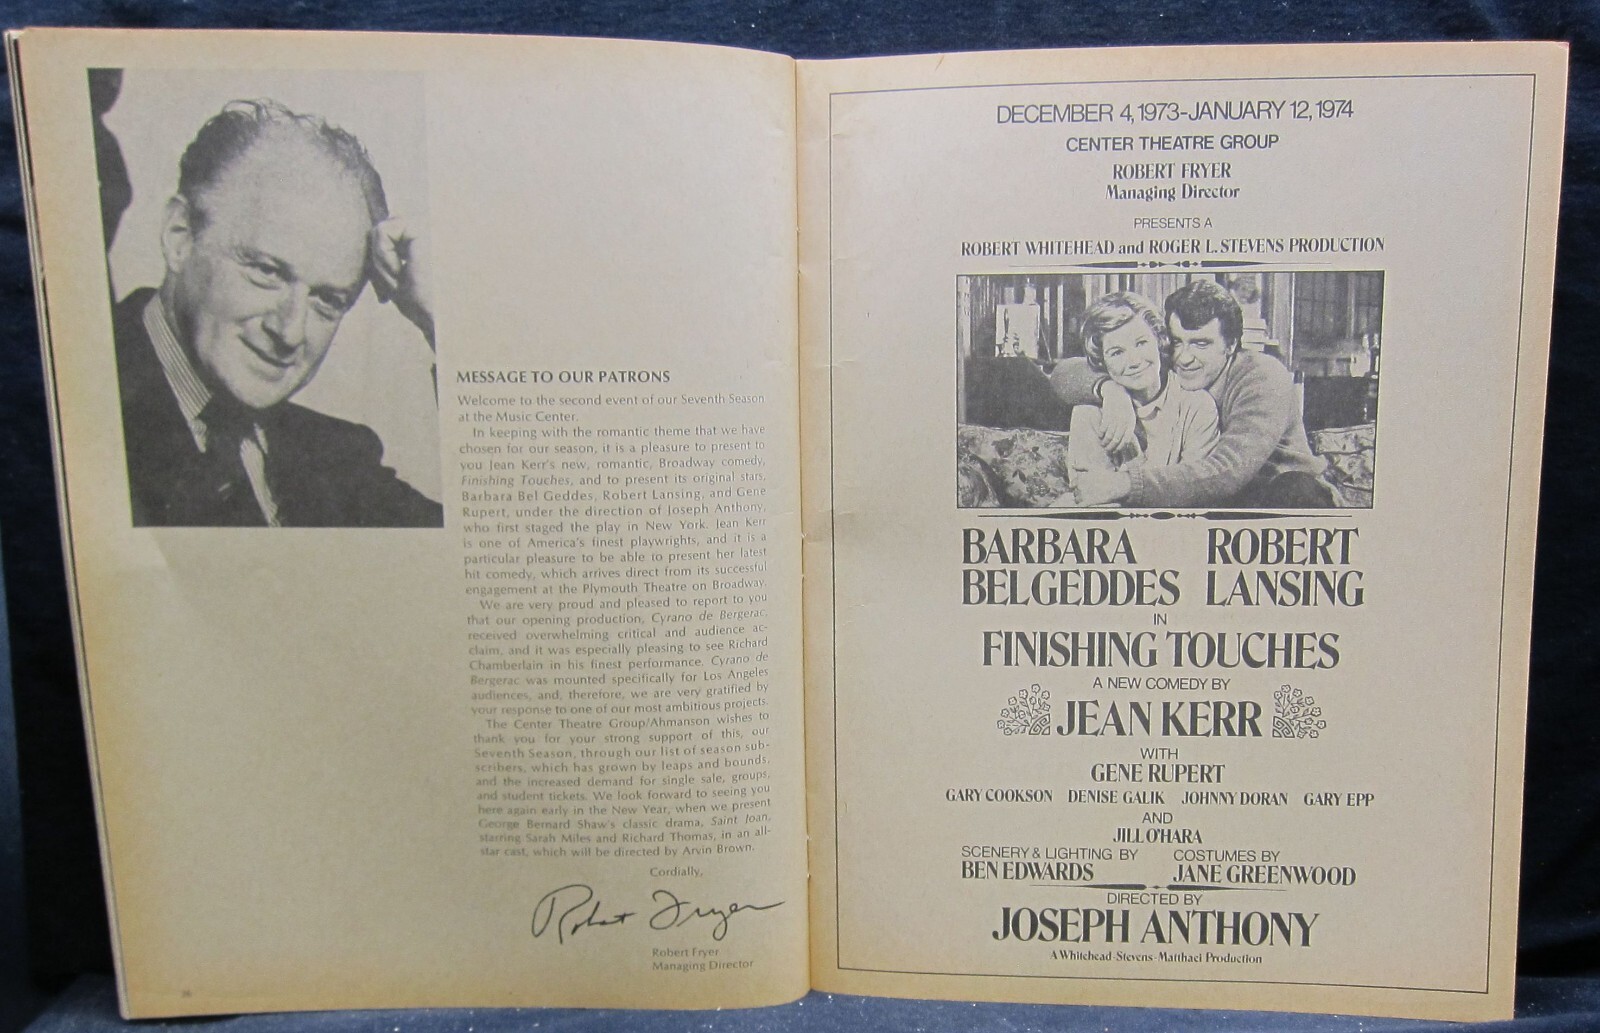 MESSAGE TO OUR PATRONS
Welcome to the second event of our Seventh Season
at the Music Center.
In keeping with the romantic theme that we have
chosen for our season, it is a pleasure to present to
you Jean Kerr's new, romantic, Broadway comedy,
Finishing Touches, and to present its original stars,
Barbara Bel Geddes, Robert Lansing, and Gene
Rupert, under the direction of Joseph Anthony,
who first staged the play in New York. Jean Kerr
is one of America's finest playwrights, and it is a
particular pleasure to be able to present her latest
hit comedy, which arrives direct from its successful
engagement at the Plymouth Theatre on Broadway.
We are very proud and pleased to report to you
that our opening production, Cyrano de Bergerac,
received overwhelming critical and audience ac-
claim, and it was especially pleasing to see Richard
Chamberlain in his finest performance. Cyrano de
Bergerac was mounted specifically for Los Angeles
audiences, and, therefore, we are very gratified by
your response to one of our most ambitious projects.
The Center Theatre Group/Ahmanson wishes to
thank you for your strong support of this, our
Seventh Season, through our list of season sub-
scribers, which has grown by leaps and bounds,
and the increased demand for single sale, groups,
and student tickets. We look forward to seeing you
here again early in the New Year, when we present
George Bernard Shaw's classic drama, Saint Joan,
starring Sarah Miles and Richard Thomas, in an all-
star cast, which will be directed by Arvin Brown.
Cordially,
Robert Fryer
Robert Fryer
Managing Director
DECEMBER 4, 1973-JANUARY 12, 1974
CENTER THEATRE GROUP
ROBERT FRYER
Managing Director
PRESENTS A
ROBERT WHITEHEAD and ROGER L. STEVENS PRODUCTION
BARBARA ROBERT
BELGEDDES LANSING
IN
FINISHING TOUCHES
A NEW COMEDY BY
JEAN KERR
WITH
GENE RUPERT
GARY COOKSON DENISE GALIK JOHNNY DORAN GARY EPP
AND
JILL O'HARA
SCENERY & LIGHTING BY COSTUMES BY
BEN EDWARDS JANE GREENWOOD
DIRECTED BY
JOSEPH ANTHONY
A Whitehead-Stevens-Matthaei Production